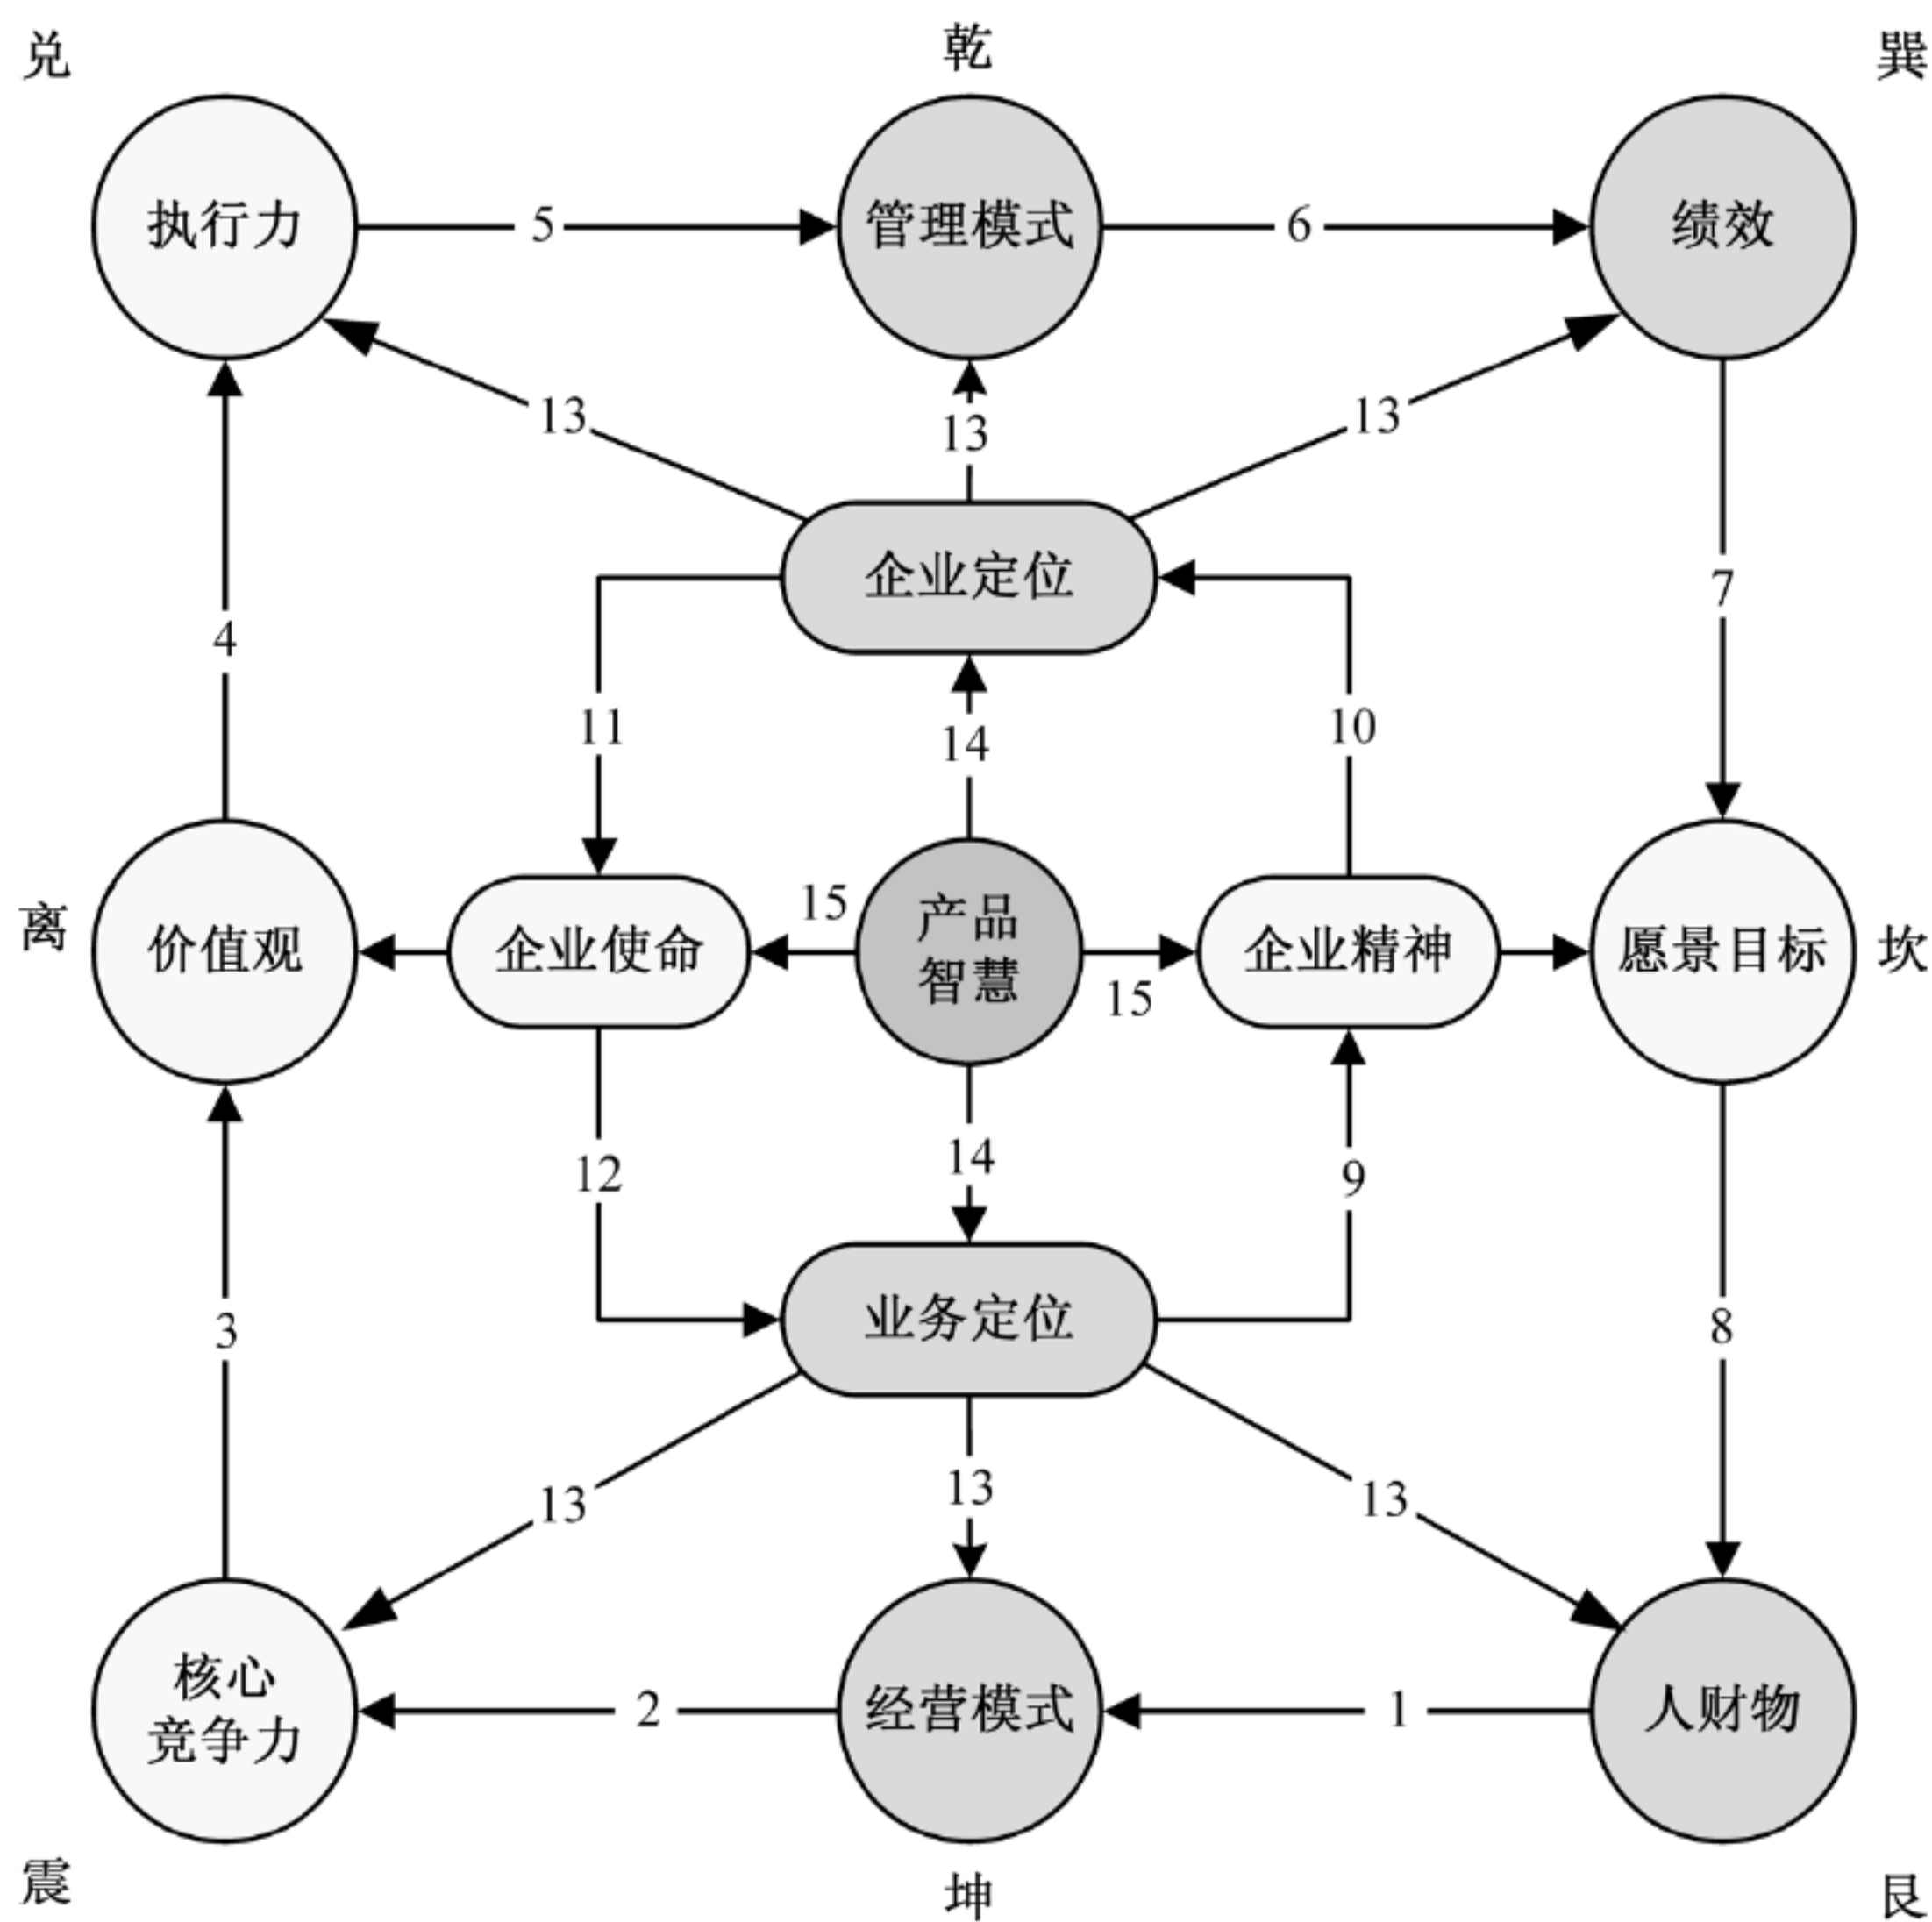 兑
乾
巽
执行力
5
管理模式
6
绩效
13
13
13
企业定位
7
4
11
14
10
离
价值观
企业使命
15
产品
智慧
15
企业精神
愿景目标
坎
12
14
9
3
业务定位
8
13
13
13
核心
竞争力
2
经营模式
1
人财物
震
坤
艮